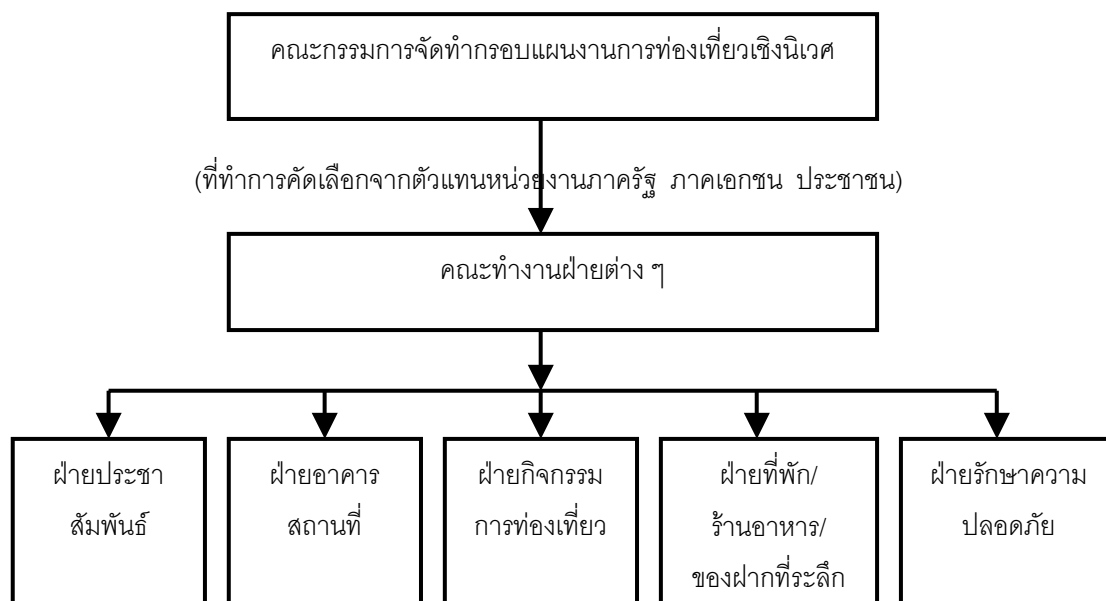 คณะกรรมการจัดทำกรอบแผนงานการท่องเที่ยวเชิงนิเวศ
(ที่ทำการคัดเลือกจากตัวแทนหน่วยงานภาครัฐ ภาคเอกชน ประชาชน)
คณะทำงานฝ่ายต่าง ๆ
ฝ่ายประชา
สัมพันธ์
ฝ่ายอาคาร
สถานที่
ฝ่ายกิจกรรม
การท่องเที่ยว
ฝ่ายที่พัก/
ร้านอาหาร/
ของฝากที่ระลึก
ฝ่ายรักษาความ
ปลอดภัย